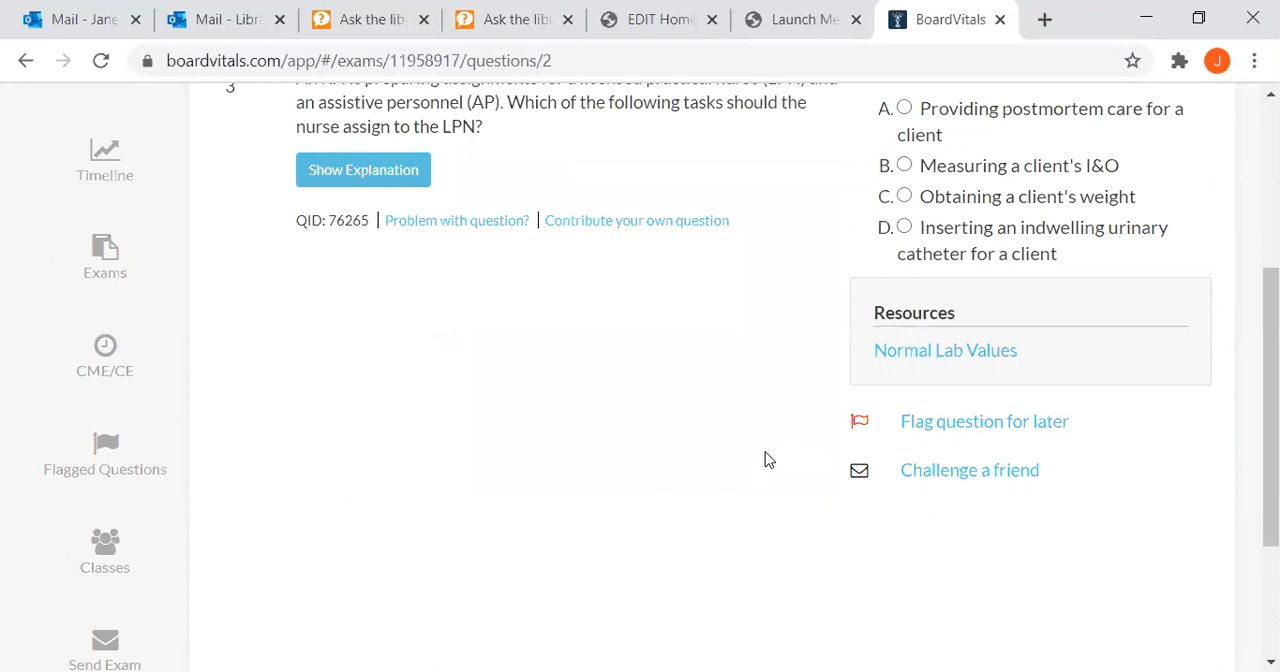 Mail - Jane
Mail - Libra
Ask the lib
Ask the lib
EDIT Home
Launch Me
BoardVitals
boardvitals.com/app/#/exams/11958917/questions/2
J
Timeline
Exams
CME/CE
Flagged Questions
Classes
Send Exam
3
an assistive personnel (AP). Which of the following tasks should the
nurse assign to the LPN?
Show Explanation
QID: 76265 | Problem with question? | Contribute your own question
A. Providing postmortem care for a
client
B. Measuring a client's I&O
C. Obtaining a client's weight
D. Inserting an indwelling urinary
catheter for a client
Resources
Normal Lab Values
Flag question for later
Challenge a friend